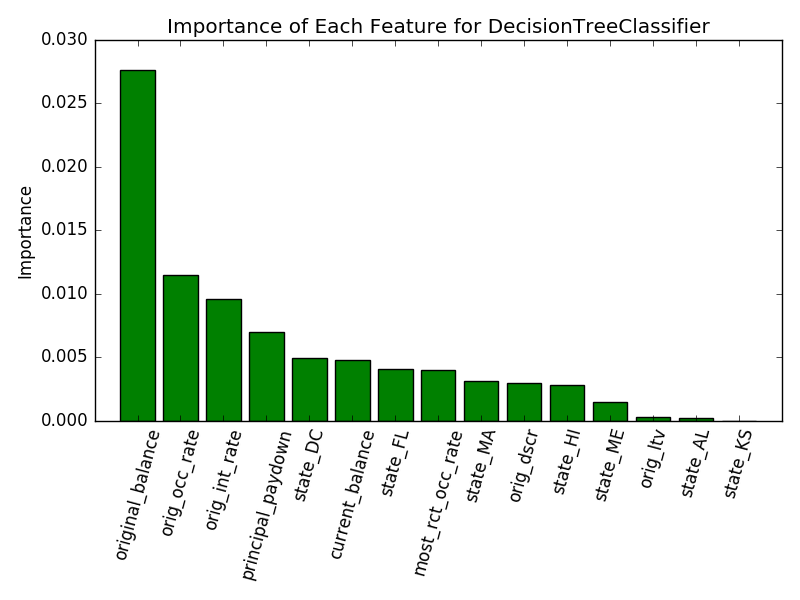 Importance of Each Feature for DecisionTreeClassifier
0.030
0.025
0.020
0.015
0.010
0.005
0.000
Importance
original_balance
orig_occ_rate
orig_int_rate
principal_paydown
state_DC
current_balance
state_FL
most_rct_occ_rate
state_MA
orig_dscr
state_HI
state_ME
orig_ltv
state_AL
state_KS